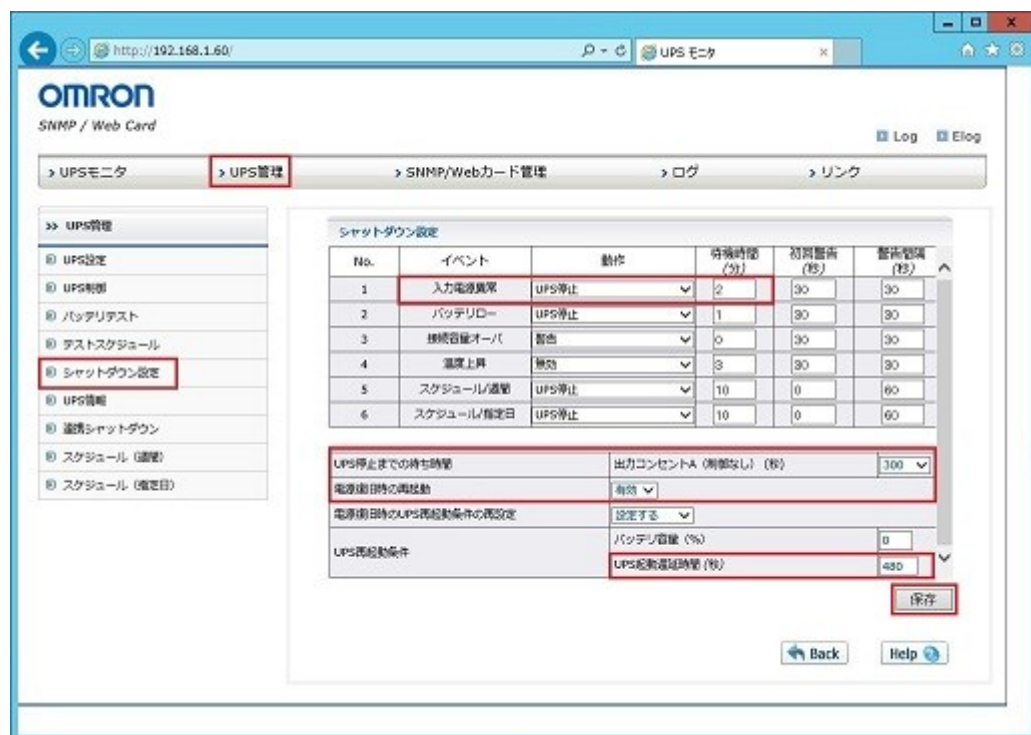 http://192.168.1.60/
UPS モニタ
OMRON
SNMP / Web Card
Log Elog
UPSモニタ UPS管理 SNMP/Webカード管理 ログ リンク
UPS管理
UPS設定
UPS制御
バッテリテスト
テストスケジュール
シャットダウン設定
UPS情報
連携シャットダウン
スケジュール (週間)
スケジュール (指定日)
シャットダウン設定
No. イベント 動作 待機時間(分) 初回警告(秒) 警告間隔(秒)
1 入力電源異常 UPS停止 2 30 30
2 バッテリロー UPS停止 1 30 30
3 接続容量オーバ 警告 0 30 30
4 温度上昇 無効 3 30 30
5 スケジュール/週間 UPS停止 10 0 60
6 スケジュール/指定日 UPS停止 10 0 60
UPS停止までの待ち時間 出力コンセントA (制御なし) (秒) 300
電源復旧時の再起動 有効
電源復旧時のUPS再起動条件の再設定 設定する
UPS再起動条件 バッテリ容量 (%) 0
UPS起動遅延時間 (秒) 480
保存
Back Help